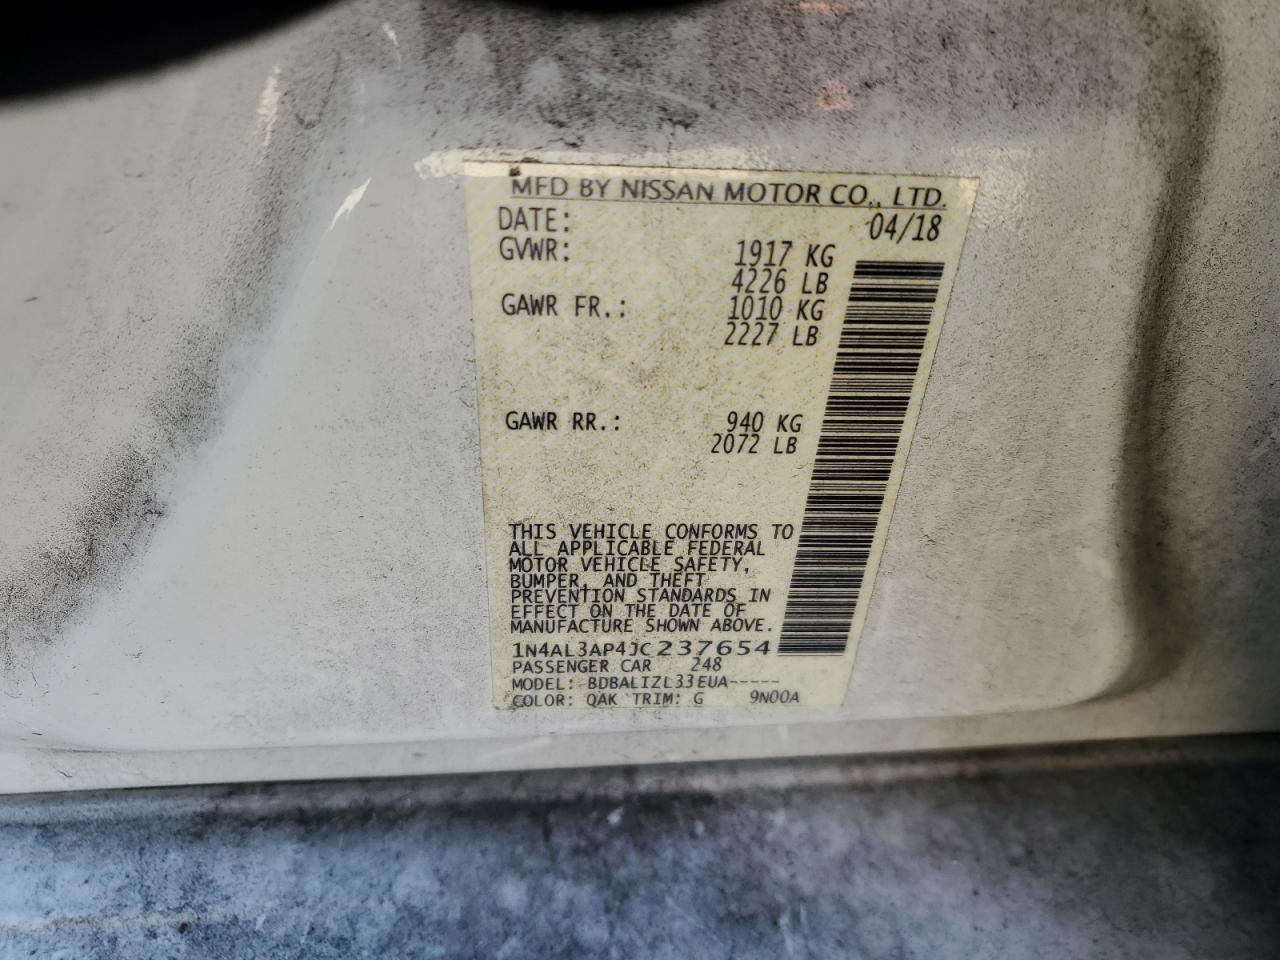 MFD BY NISSAN MOTOR CO., LTD.
DATE: 04/18
GVWR: 1917 KG
4226 LB
GAWR FR.: 1010 KG
2227 LB
GAWR RR.: 940 KG
2072 LB
THIS VEHICLE CONFORMS TO
ALL APPLICABLE FEDERAL
MOTOR VEHICLE SAFETY,
BUMPER, AND THEFT
PREVENTION STANDARDS IN
EFFECT ON THE DATE OF
MANUFACTURE SHOWN ABOVE.
1N4AL3AP4JC237654
PASSENGER CAR 248
MODEL: BDBALIZL33EUA-----
COLOR: QAK TRIM: G 9N00A